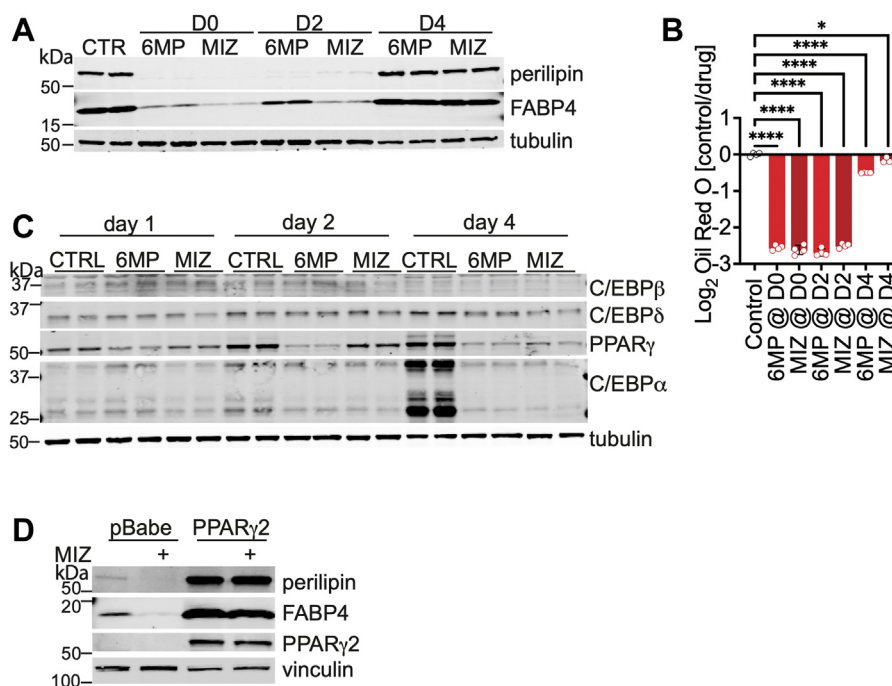 A
D0 D2 D4
CTR 6MP MIZ 6MP MIZ 6MP MIZ
kDa
50 perilipin
15 FABP4
50 tubulin
B
*
****
****
****
****
****
Log2 Oil Red O [control/drug]
1
0
-1
-2
-3
Control
6MP @ D0
MIZ @ D0
6MP @ D2
MIZ @ D2
6MP @ D4
MIZ @ D4
C
day 1 day 2 day 4
CTRL 6MP MIZ CTRL 6MP MIZ CTRL 6MP MIZ
kDa
37 C/EBPβ
37 C/EBPδ
50 PPARγ
37 C/EBPα
25
50 tubulin
D
pBabe PPARγ2
MIZ + +
kDa
50 perilipin
20 FABP4
50 PPARγ2
100 vinculin